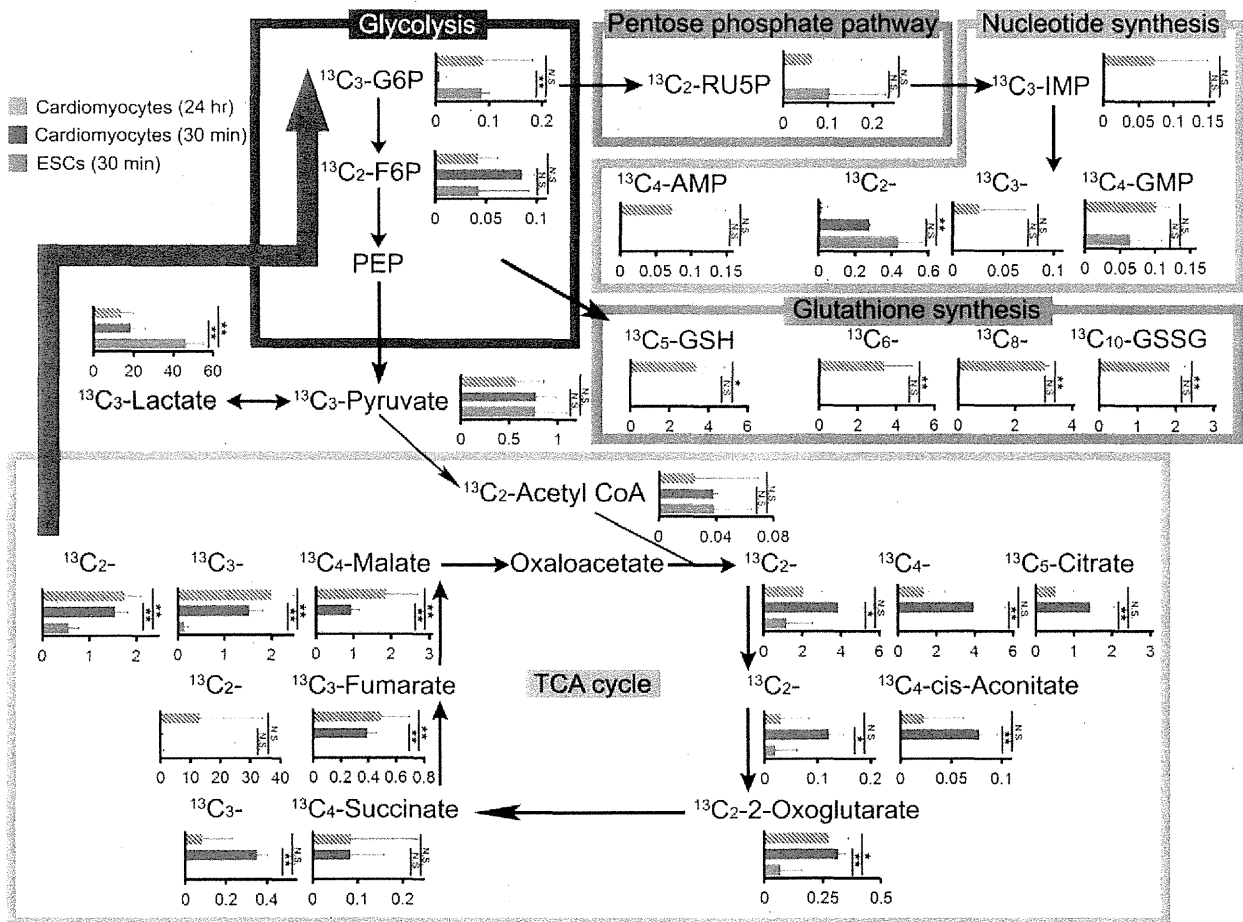 Glycolysis
Pentose phosphate pathway
Nucleotide synthesis
Cardiomyocytes (24 hr)
Cardiomyocytes (30 min)
ESCs (30 min)
¹³C₃-G6P
N.S
**
0 0.1 0.2
¹³C₂-RU5P
N.S
N.S
0 0.1 0.2
¹³C₃-IMP
N.S
N.S
0 0.05 0.10 0.15
¹³C₂-F6P
N.S
N.S
0 0.05 0.1
PEP
¹³C₄-AMP
N.S
N.S
0 0.05 0.10 0.15
¹³C₂-
**
N.S
0 0.2 0.4 0.6
¹³C₃-
N.S
N.S
0 0.05 0.1
¹³C₄-GMP
N.S
N.S
0 0.05 0.10 0.15
Glutathione synthesis
¹³C₅-GSH
*
N.S
0 2 4 6
¹³C₆-
**
N.S
0 2 4 6
¹³C₈-
**
N.S
0 2 4
¹³C₁₀-GSSG
**
N.S
0 1 2 3
**
**
0 20 40 60
¹³C₃-Lactate
¹³C₃-Pyruvate
N.S
N.S
0 0.5 1
¹³C₂-Acetyl CoA
N.S
N.S
0 0.04 0.08
¹³C₂-
**
**
0 1 2
¹³C₃-
**
**
0 1 2
¹³C₄-Malate
**
**
0 1 2 3
Oxaloacetate
¹³C₂-
N.S
*
0 2 4 6
¹³C₄-
N.S
**
0 2 4 6
¹³C₅-Citrate
N.S
**
0 1 2 3
TCA cycle
¹³C₂-
N.S
N.S
0 10 20 30 40
¹³C₃-Fumarate
**
**
0 0.2 0.4 0.6 0.8
¹³C₂-
N.S
*
0 0.1 0.2
¹³C₄-cis-Aconitate
N.S
**
0 0.05 0.1
¹³C₃-
N.S
**
0 0.2 0.4
¹³C₄-Succinate
N.S
N.S
0 0.1 0.2
¹³C₂-2-Oxoglutarate
*
**
0 0.25 0.5